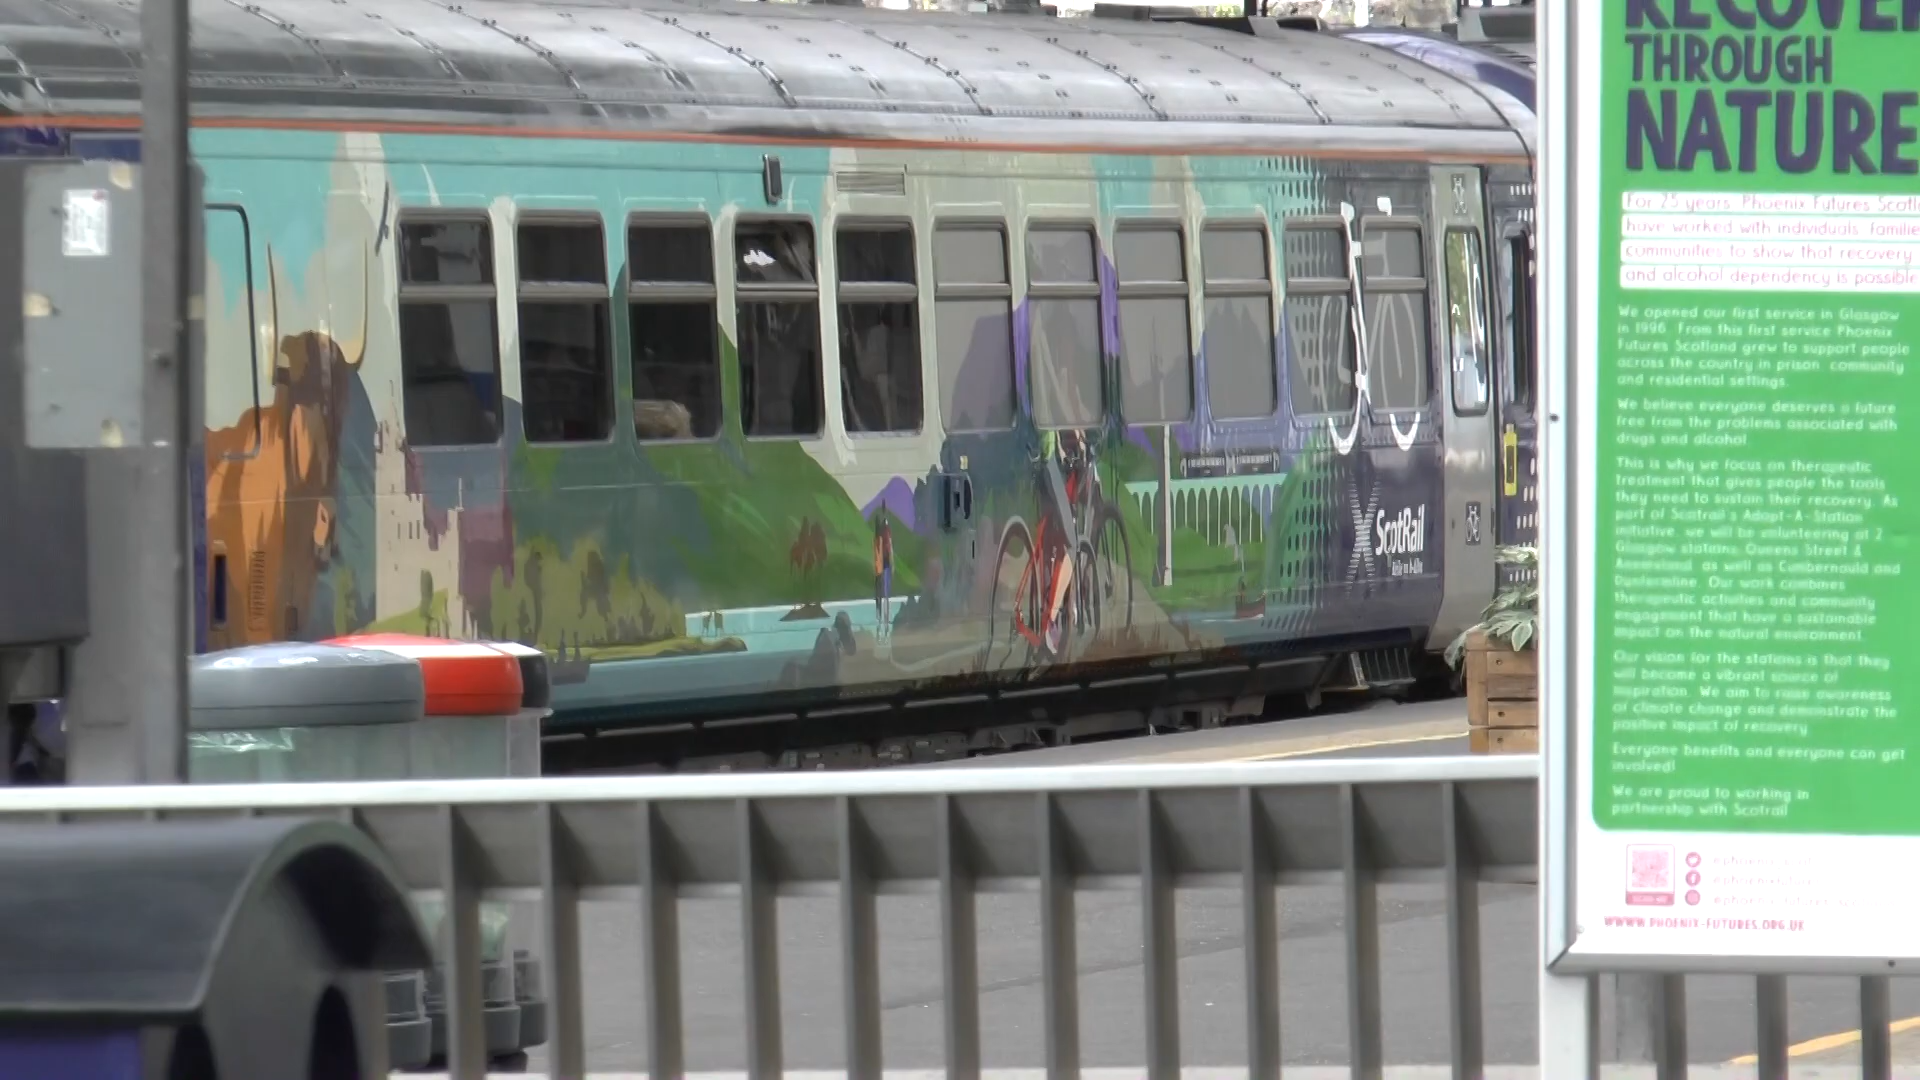 ScotRail
THROUGH
NATURE
For 25 years, Phoenix Futures
have worked with individuals, 
communities to show that recovery
and alcohol dependency is possible
We opened our first service in Glasgow
in 1996. From this first service Phoenix
Futures Scotland grew to support people
across the country in prison, community
and residential settings.
We believe everyone deserves a future
free from the problems associated with
drugs and alcohol
This is why we focus on therapeutic
treatment that gives people the tools
they need to sustain their recovery. As
part of Scotrail's Adopt-A-Station
initiative, we will be volunteering at 2
Glasgow stations, Queens Street &
as well as Cumbernauld and
Dunfermline. Our work combines
therapeutic activities and community
engagement that have a sustainable
impact on the natural environment.
Our vision for the stations is that they
will become a vibrant source of
inspiration. We aim to raise awareness
of climate change and demonstrate the
positive impact of recovery.
Everyone benefits and everyone can get
involved!
We are proud to working in
partnership with Scotrail
WWW.PHOENIX-FUTURES.ORG.UK